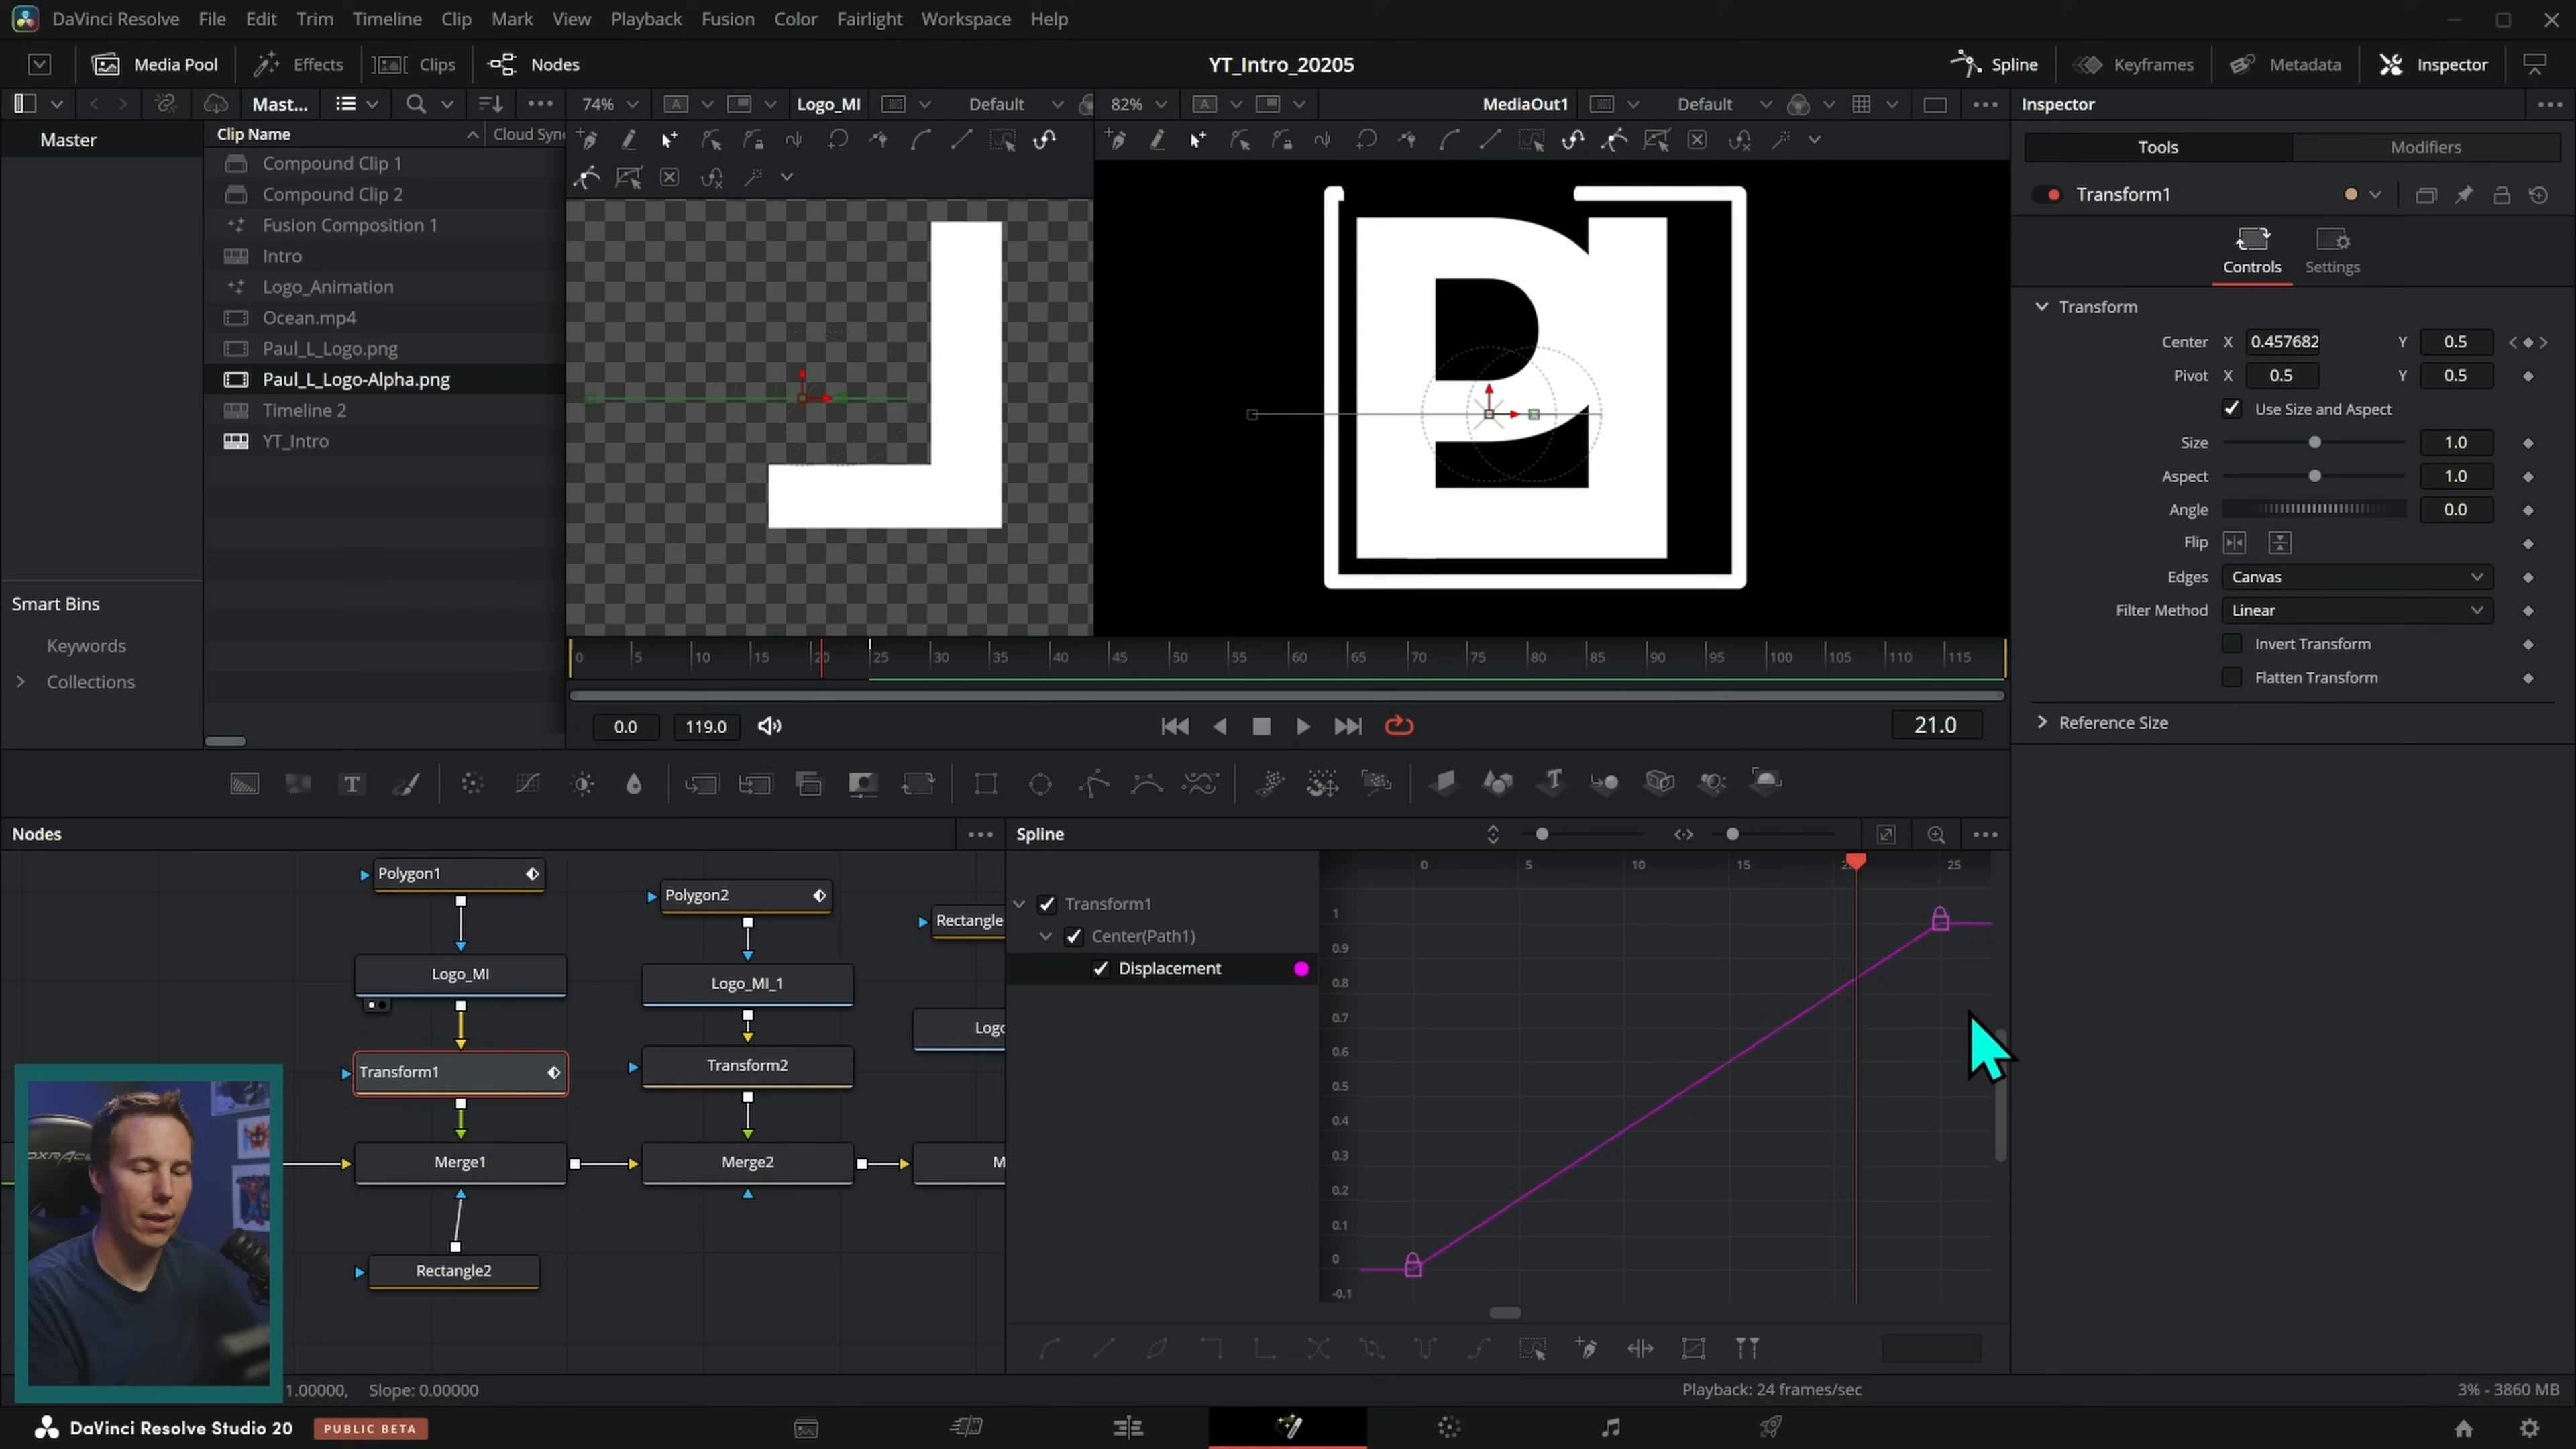 DaVinci Resolve File Edit Trim Timeline Clip Mark View Playback Fusion Color Fairlight Workspace Help
Media Pool Effects Clips Nodes YT_Intro_20205 Spline Keyframes Metadata Inspector
Mast... 74% Logo_MI Default 82% MediaOut1 Default Inspector
Master
Clip Name Cloud Sync
Compound Clip 1
Compound Clip 2
Fusion Composition 1
Intro
Logo_Animation
Ocean.mp4
Paul_L_Logo.png
Paul_L_Logo-Alpha.png
Timeline 2
YT_Intro
Smart Bins
Keywords
Collections
Tools Modifiers
Transform1
Controls Settings
Transform
Center X 0.457682 Y 0.5
Pivot X 0.5 Y 0.5
Use Size and Aspect
Size 1.0
Aspect 1.0
Angle 0.0
Flip
Edges Canvas
Filter Method Linear
Invert Transform
Flatten Transform
Reference Size
0 5 10 15 20 25 30 35 40 45 50 55 60 65 70 75 80 85 90 95 100 105 110 115
0.0 119.0 21.0
Nodes
Polygon1
Polygon2
Rectangle
Logo_MI
Logo_MI_1
Logo
Transform1
Transform2
Merge1
Merge2
M
Rectangle2
Spline
Transform1
Center(Path1)
Displacement
0 5 10 15 2 25
1
0.9
0.8
0.7
0.6
0.5
0.4
0.3
0.2
0.1
0
-0.1
1.00000, Slope: 0.00000
Playback: 24 frames/sec
3% - 3860 MB
DaVinci Resolve Studio 20 PUBLIC BETA